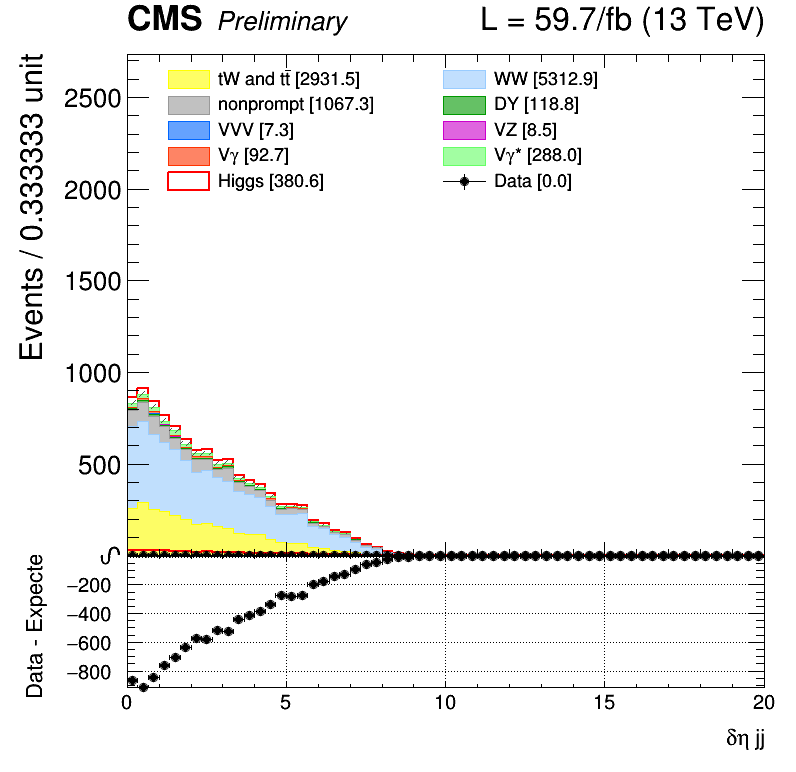 CMS Preliminary L = 59.7/fb (13 TeV)
Events / 0.333333 unit
2500
2000
1500
1000
500
0
tW and tt̄ [2931.5]
WW [5312.9]
nonprompt [1067.3]
DY [118.8]
VVV [7.3]
VZ [8.5]
Vγ [92.7]
Vγ* [288.0]
Higgs [380.6]
Data [0.0]
Data - Expecte
−200
−400
−600
−800
0 5 10 15 20
δη jj